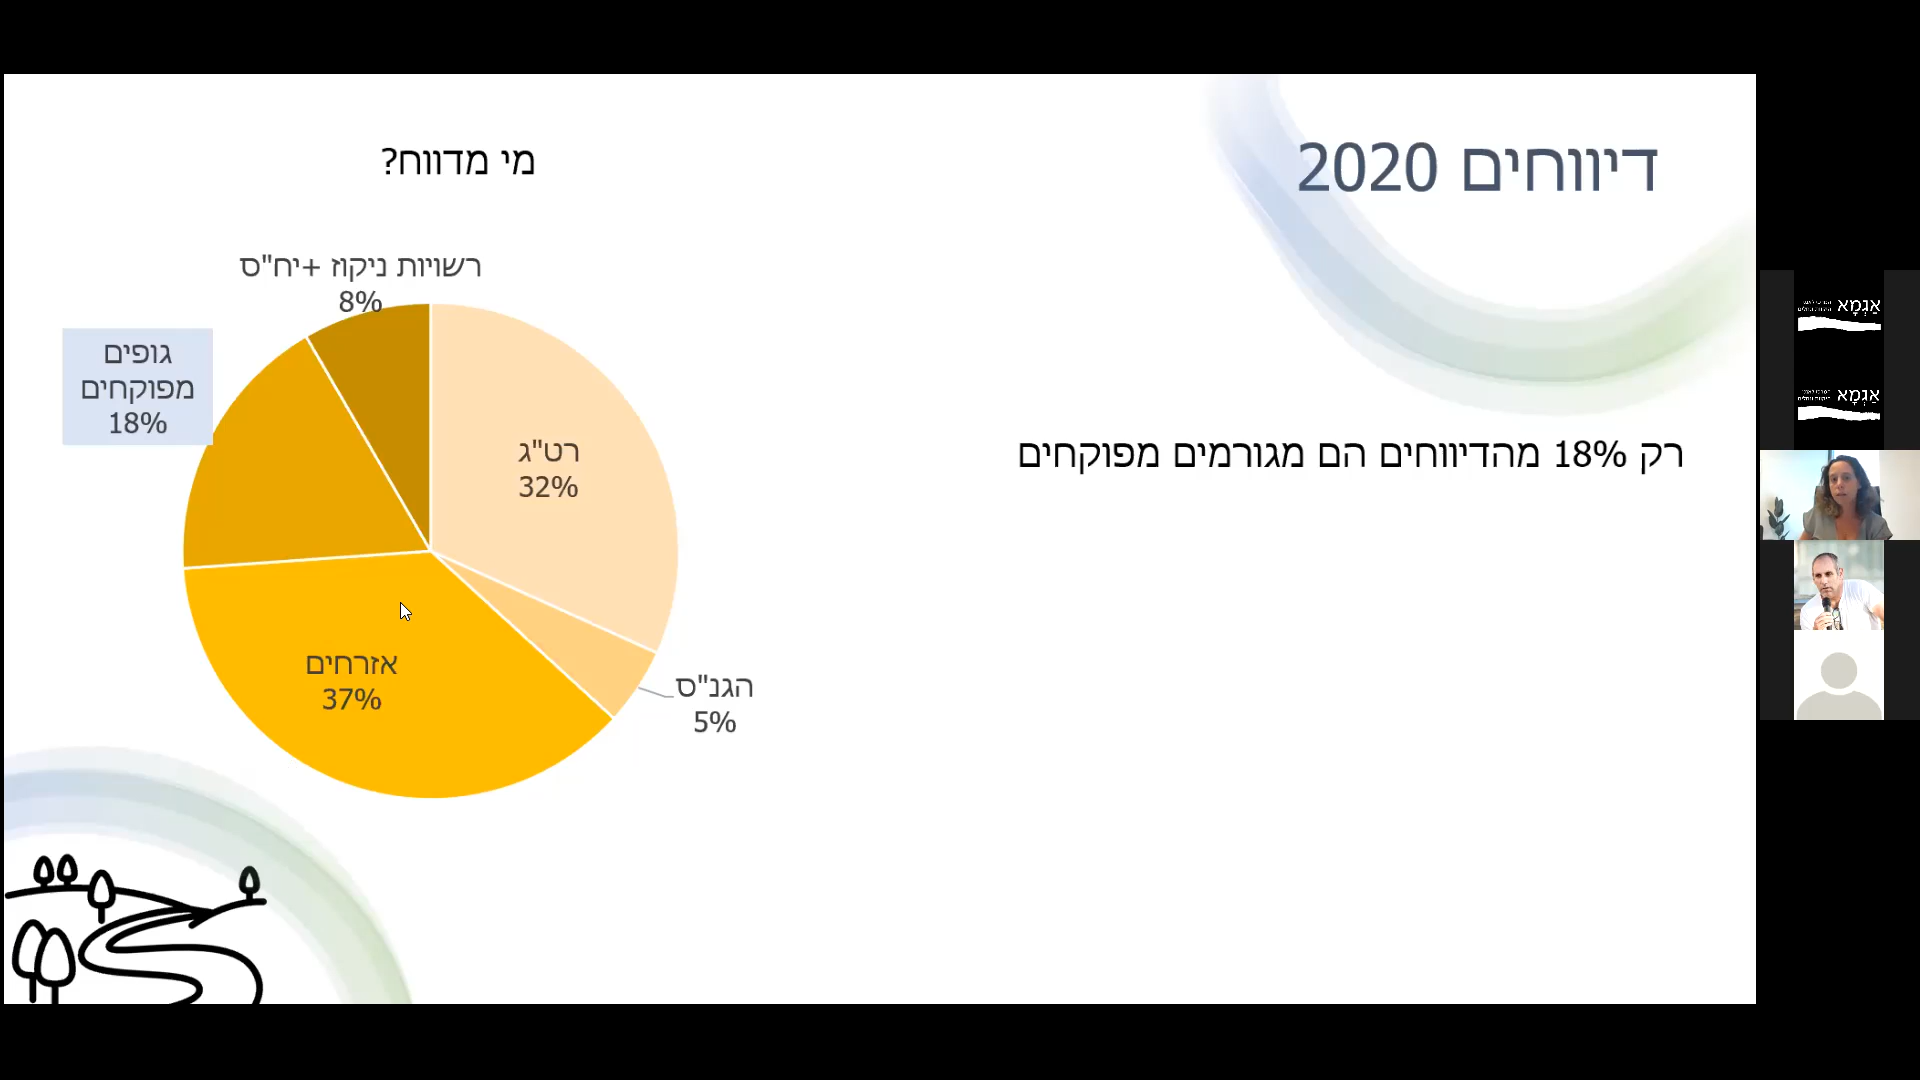 דיווחים 2020
מי מדווח?
רק 18% מהדיווחים הם מגורמים מפוקחים
רשויות ניקוז +יח"ס
8%
גופים
מפוקחים
18%
רט"ג
32%
אזרחים
37%
הגנ"ס
5%
אַגְמָא
אַגְמָא